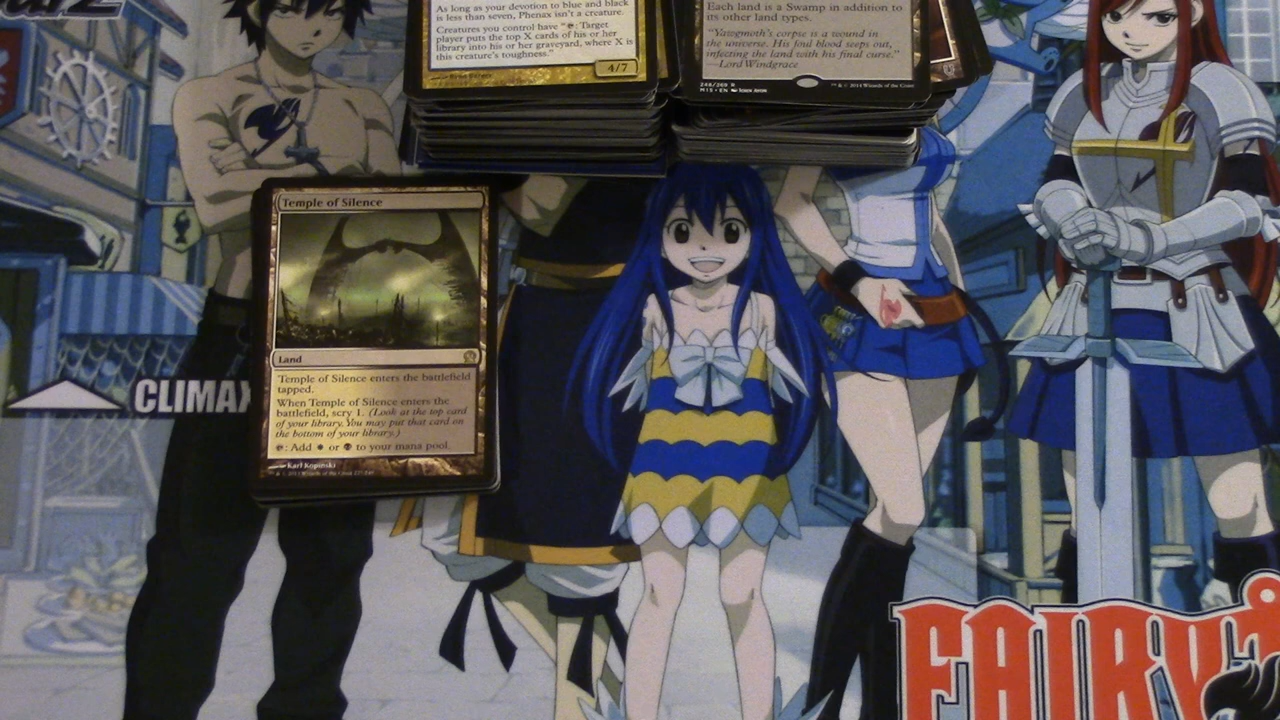 As long as your devotion to blue and black
is less than seven, Phenax isn't a creature.
Creatures you control have "T: Target
player puts the top X cards of his or her
library into his or her graveyard, where X is
this creature's toughness."
4/7
Each land is a Swamp in addition to
its other land types.
"Yawgmoth's corpse is a wound in
the universe. His foul blood seeps out,
infecting the land with his final curse."
—Lord Windgrace
248/269 R
M15 • EN
Temple of Silence
Land
Temple of Silence enters the battlefield
tapped.
When Temple of Silence enters the
battlefield, scry 1. (Look at the top card
of your library. You may put that card on
the bottom of your library.)
: Add or to your mana pool.
Karl Kopinski
CLIMAX
FAIRY